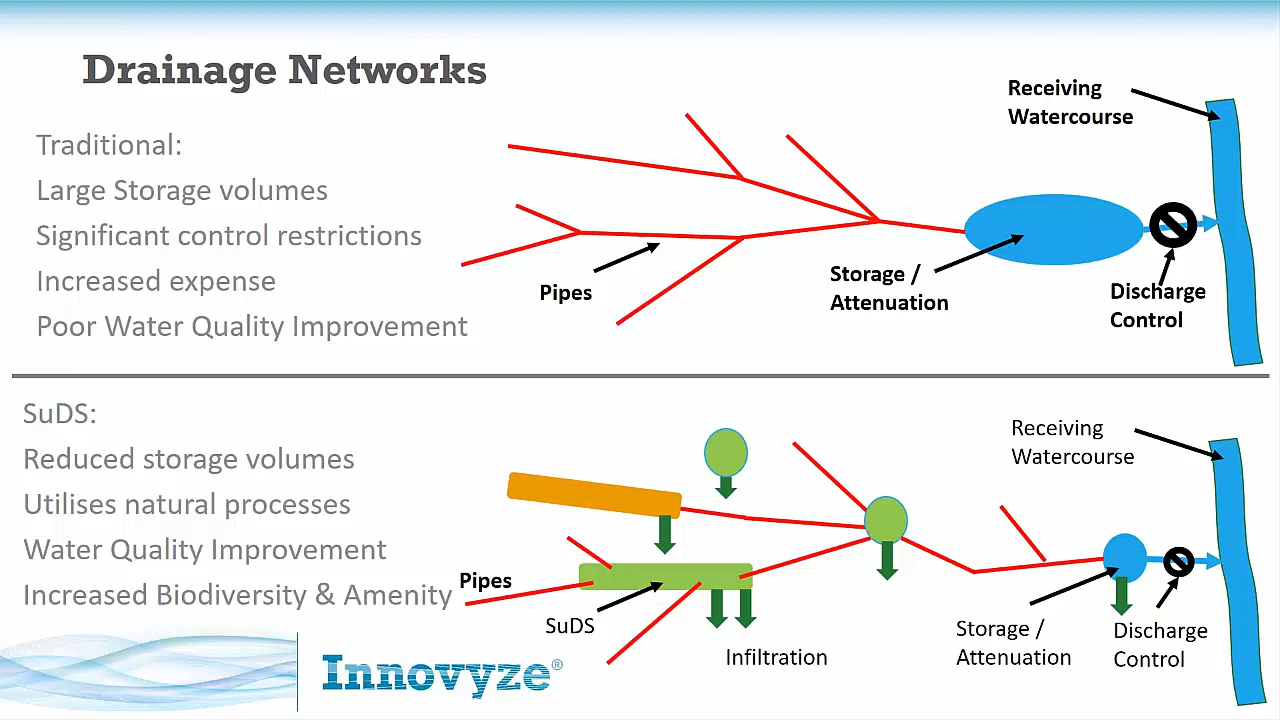 Drainage Networks
Traditional:
Large Storage volumes
Significant control restrictions
Increased expense
Poor Water Quality Improvement
Receiving
Watercourse
Pipes
Storage /
Attenuation
Discharge
Control
SuDS:
Reduced storage volumes
Utilises natural processes
Water Quality Improvement
Increased Biodiversity & Amenity
Receiving
Watercourse
Pipes
SuDS
Infiltration
Storage /
Attenuation
Discharge
Control
Innovyze®